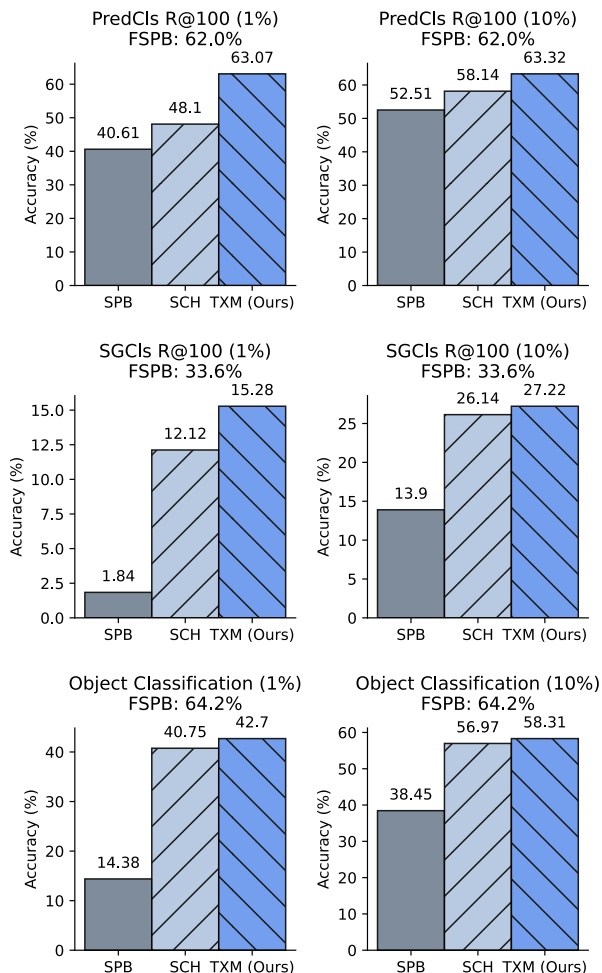 PredCls R@100 (1%)
FSPB: 62.0%
63.07
48.1
40.61
Accuracy (%)
60
50
40
30
20
10
0
SPB SCH TXM (Ours)
PredCls R@100 (10%)
FSPB: 62.0%
63.32
58.14
52.51
Accuracy (%)
60
50
40
30
20
10
0
SPB SCH TXM (Ours)
SGCls R@100 (1%)
FSPB: 33.6%
15.28
12.12
1.84
Accuracy (%)
15.0
12.5
10.0
7.5
5.0
2.5
0.0
SPB SCH TXM (Ours)
SGCls R@100 (10%)
FSPB: 33.6%
27.22
26.14
13.9
Accuracy (%)
25
20
15
10
5
0
SPB SCH TXM (Ours)
Object Classification (1%)
FSPB: 64.2%
42.7
40.75
14.38
Accuracy (%)
40
30
20
10
0
SPB SCH TXM (Ours)
Object Classification (10%)
FSPB: 64.2%
58.31
56.97
38.45
Accuracy (%)
60
50
40
30
20
10
0
SPB SCH TXM (Ours)